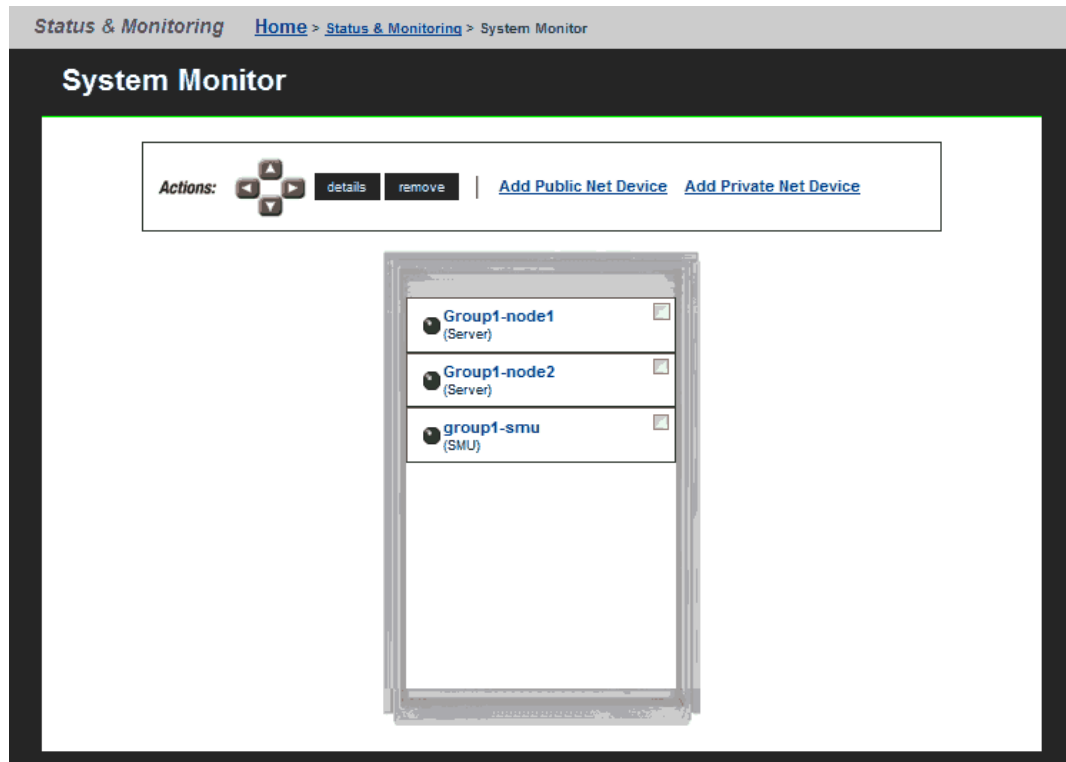 Status & Monitoring Home > Status & Monitoring > System Monitor
System Monitor
Actions: details remove | Add Public Net Device Add Private Net Device
Group1-node1
(Server)
Group1-node2
(Server)
group1-smu
(SMU)